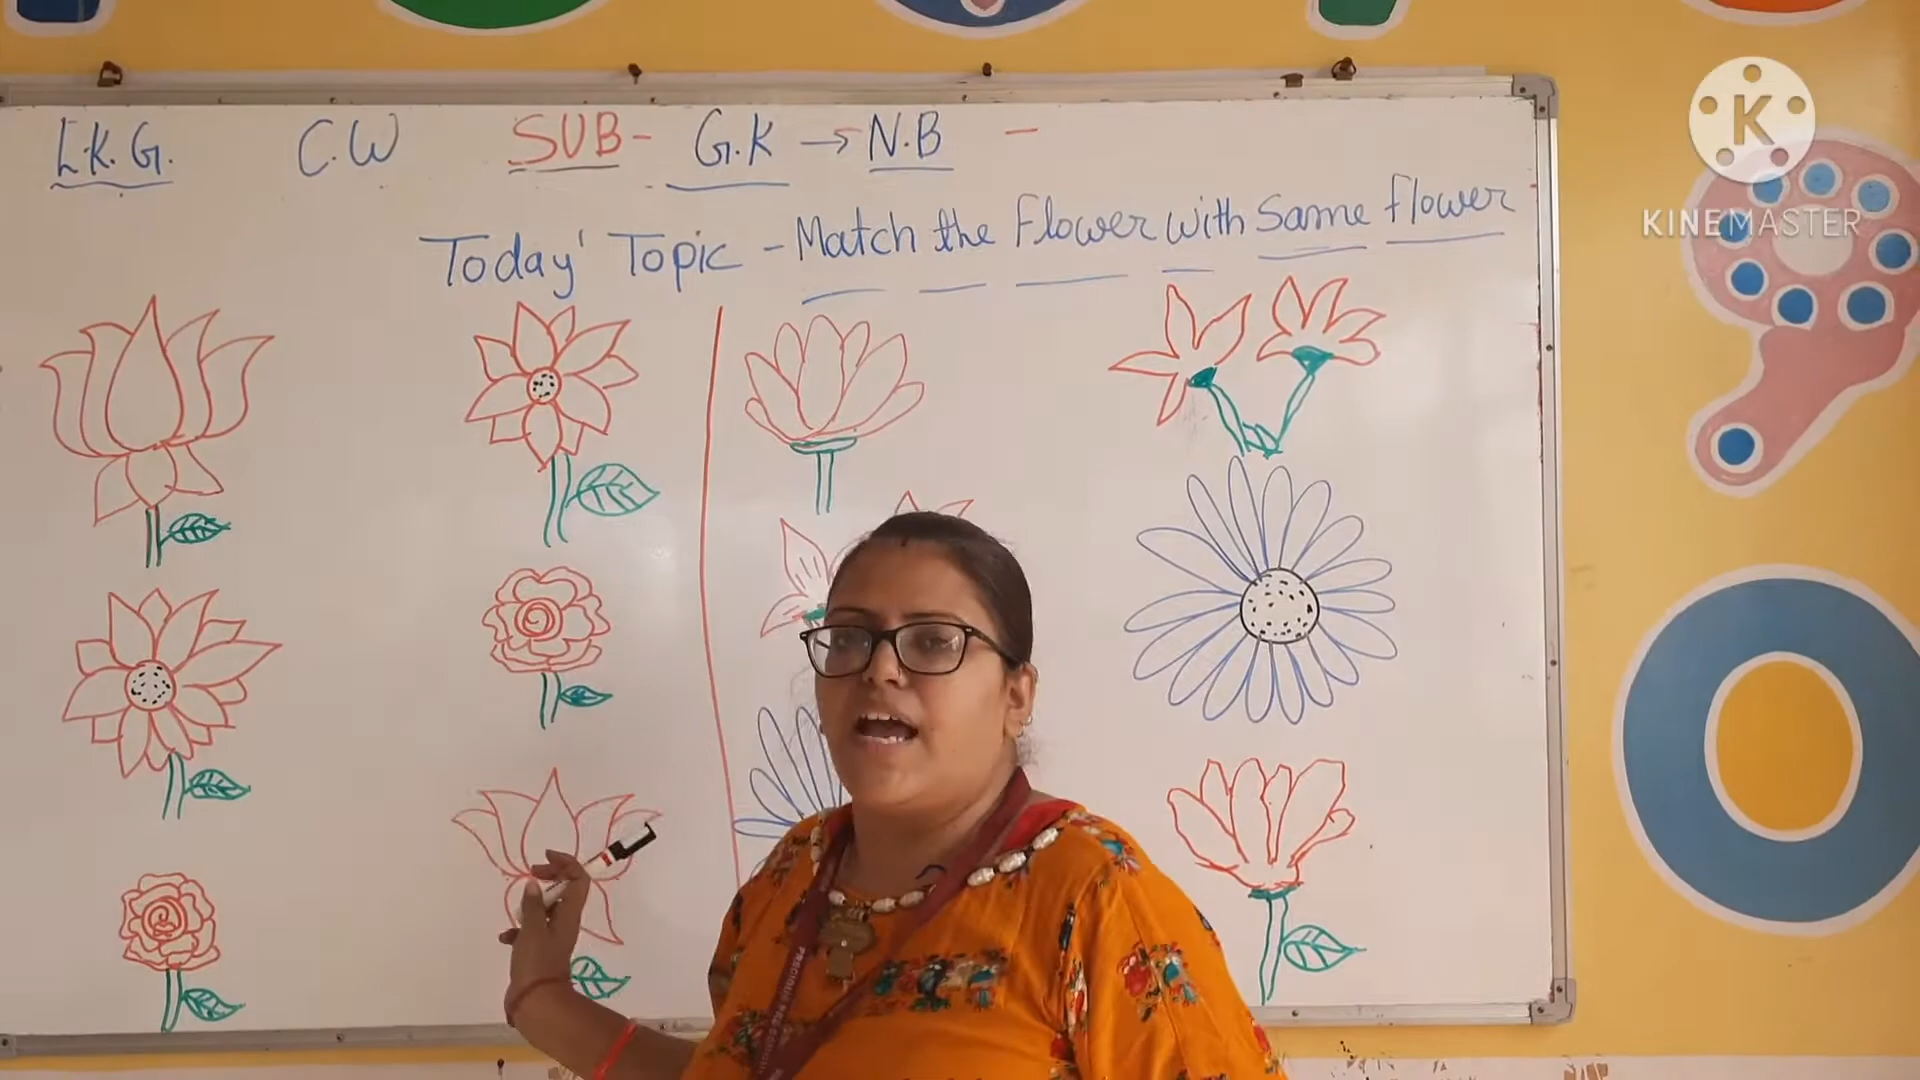 L.K.G. C.W SUB- G.K → N.B -
Today' Topic - Match the Flower with Same flower
K
KINEMASTER